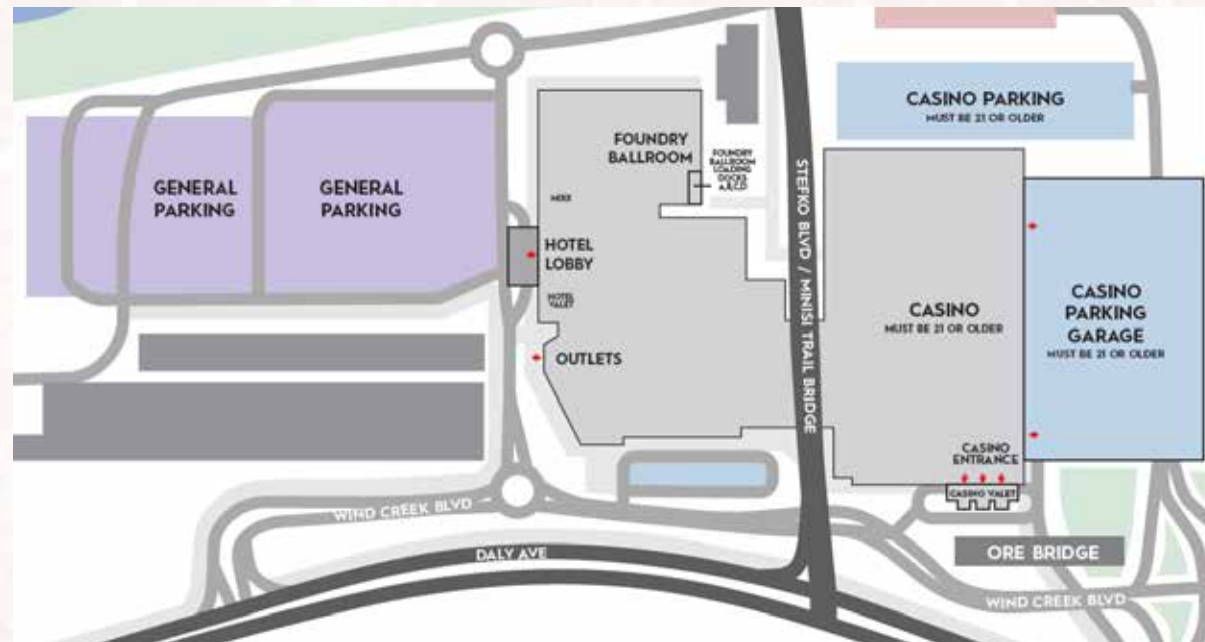 CASINO PARKING
MUST BE 21 OR OLDER
FOUNDRY
BALLROOM
FOUNDRY
BALLROOM
LOADING
DOCKS
A,B,C,D
GENERAL
PARKING
GENERAL
PARKING
STEFKO BLVD / MINISI TRAIL BRIDGE
HOTEL
LOBBY
HOTEL
VALET
CASINO
MUST BE 21 OR OLDER
CASINO
PARKING
GARAGE
MUST BE 21 OR OLDER
OUTLETS
CASINO
ENTRANCE
CASINO VALET
WIND CREEK BLVD
DALY AVE
ORE BRIDGE
WIND CREEK BLVD